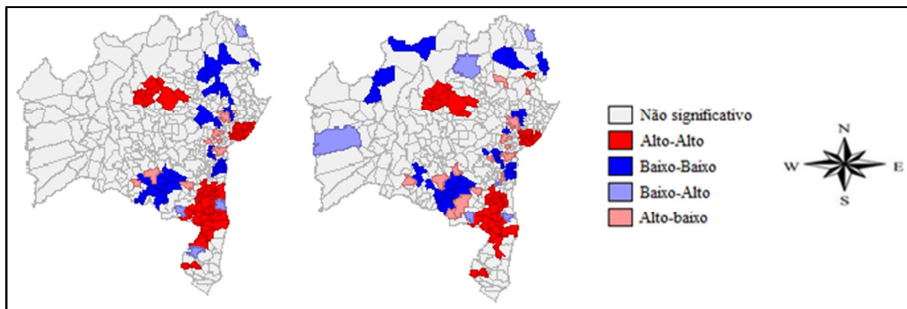 Não significativo
Alto-Alto
Baixo-Baixo
Baixo-Alto
Alto-baixo
N
W
E
S